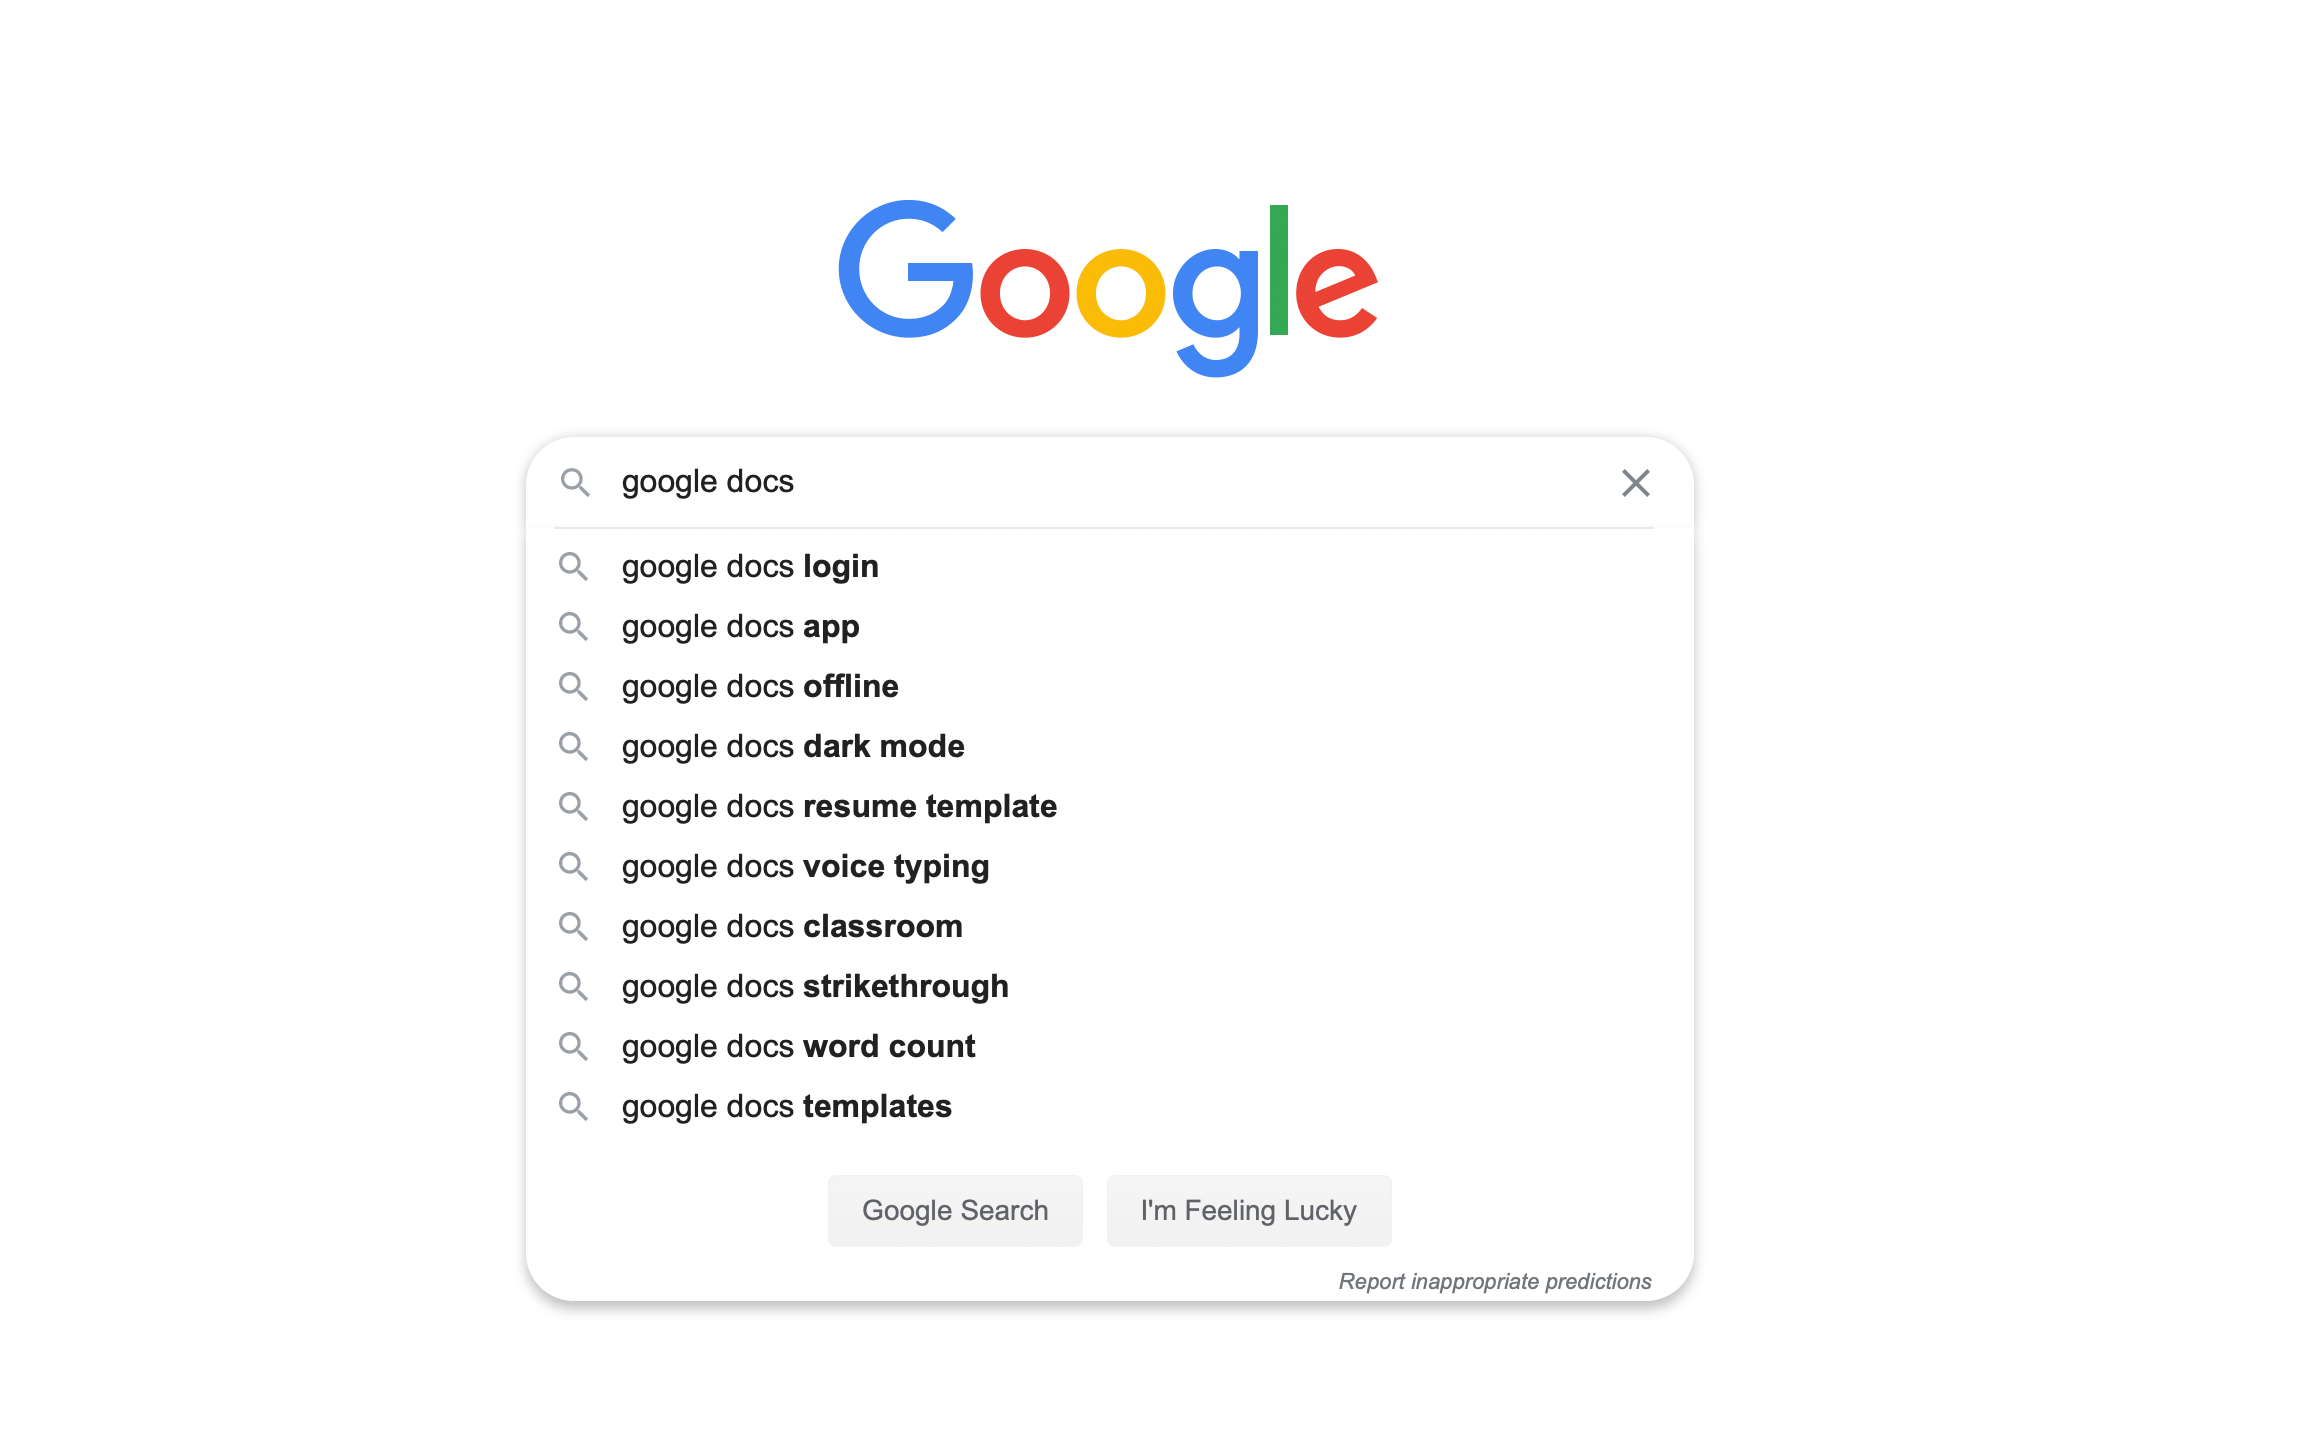 Google
google docs
google docs login
google docs app
google docs offline
google docs dark mode
google docs resume template
google docs voice typing
google docs classroom
google docs strikethrough
google docs word count
google docs templates
Google Search I'm Feeling Lucky
Report inappropriate predictions